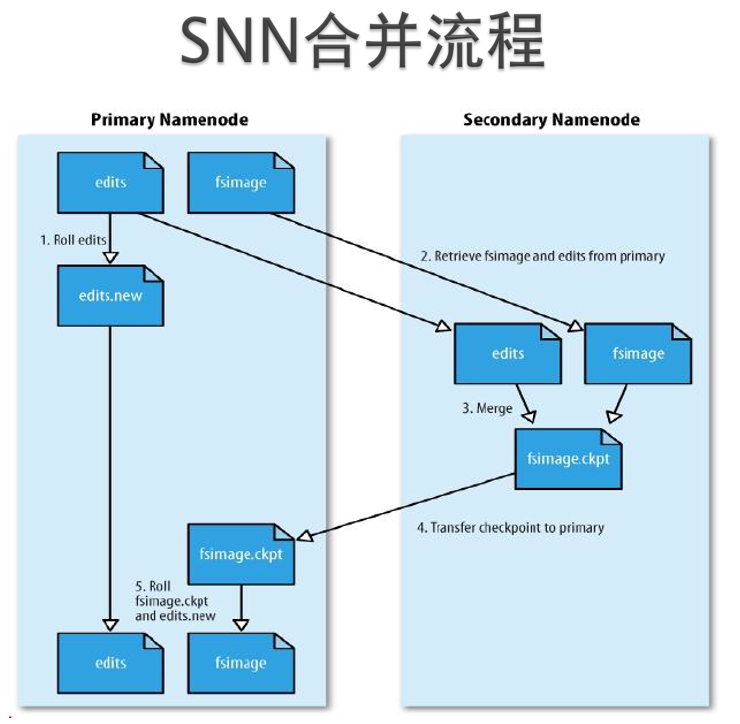 SNN合并流程
Primary Namenode
Secondary Namenode
edits
fsimage
1. Roll edits
2. Retrieve fsimage and edits from primary
edits.new
edits
fsimage
3. Merge
fsimage.ckpt
4. Transfer checkpoint to primary
fsimage.ckpt
5. Roll
fsimage.ckpt
and edits.new
edits
fsimage